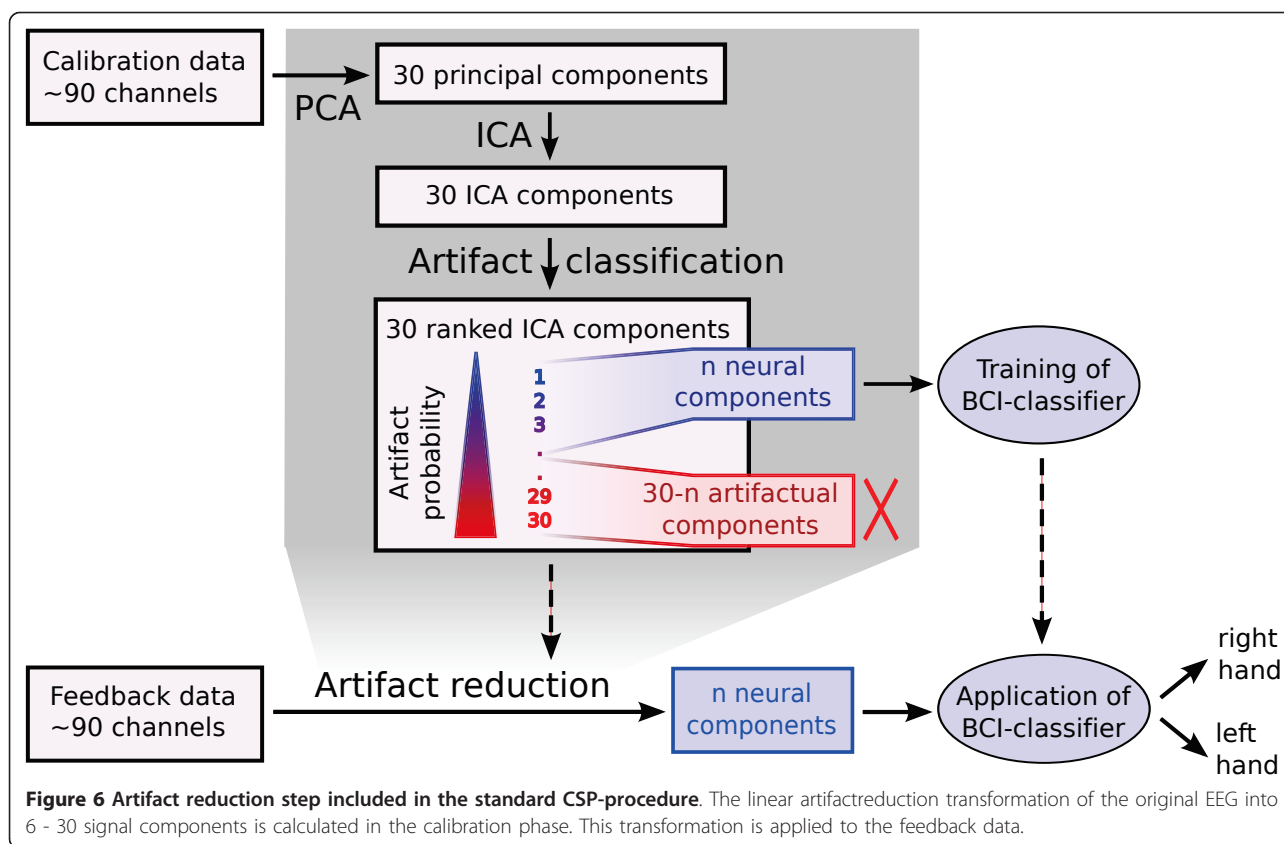 Calibration data
~90 channels
PCA
30 principal components
ICA
30 ICA components
Artifact classification
30 ranked ICA components
Artifact
probability
1
2
3
.
.
29
30
n neural
components
30-n artifactual
components
Training of
BCI-classifier
Feedback data
~90 channels
Artifact reduction
n neural
components
Application of
BCI-classifier
right
hand
left
hand
Figure 6 Artifact reduction step included in the standard CSP-procedure. The linear artifactreduction transformation of the original EEG into
6 - 30 signal components is calculated in the calibration phase. This transformation is applied to the feedback data.